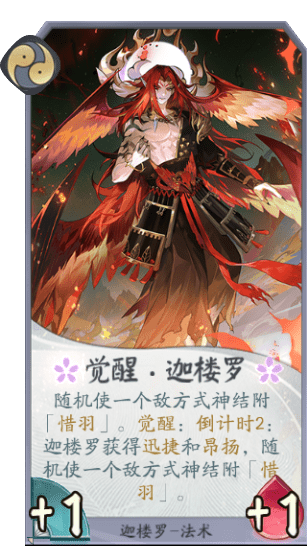 觉醒·迦楼罗
随机使一个敌方式神结附
「惜羽」。觉醒：倒计时2：
迦楼罗获得迅捷和昂扬，随
机使一个敌方式神结附「惜
羽」。
+1 迦楼罗-法术 +1